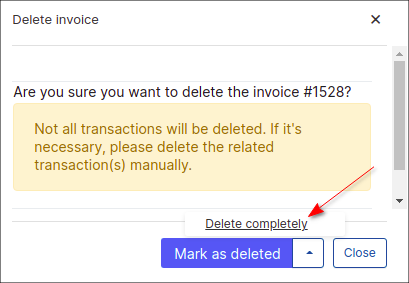 Delete invoice
Are you sure you want to delete the invoice #1528?
Not all transactions will be deleted. If it's
necessary, please delete the related
transaction(s) manually.
Delete completely
Mark as deleted
Close